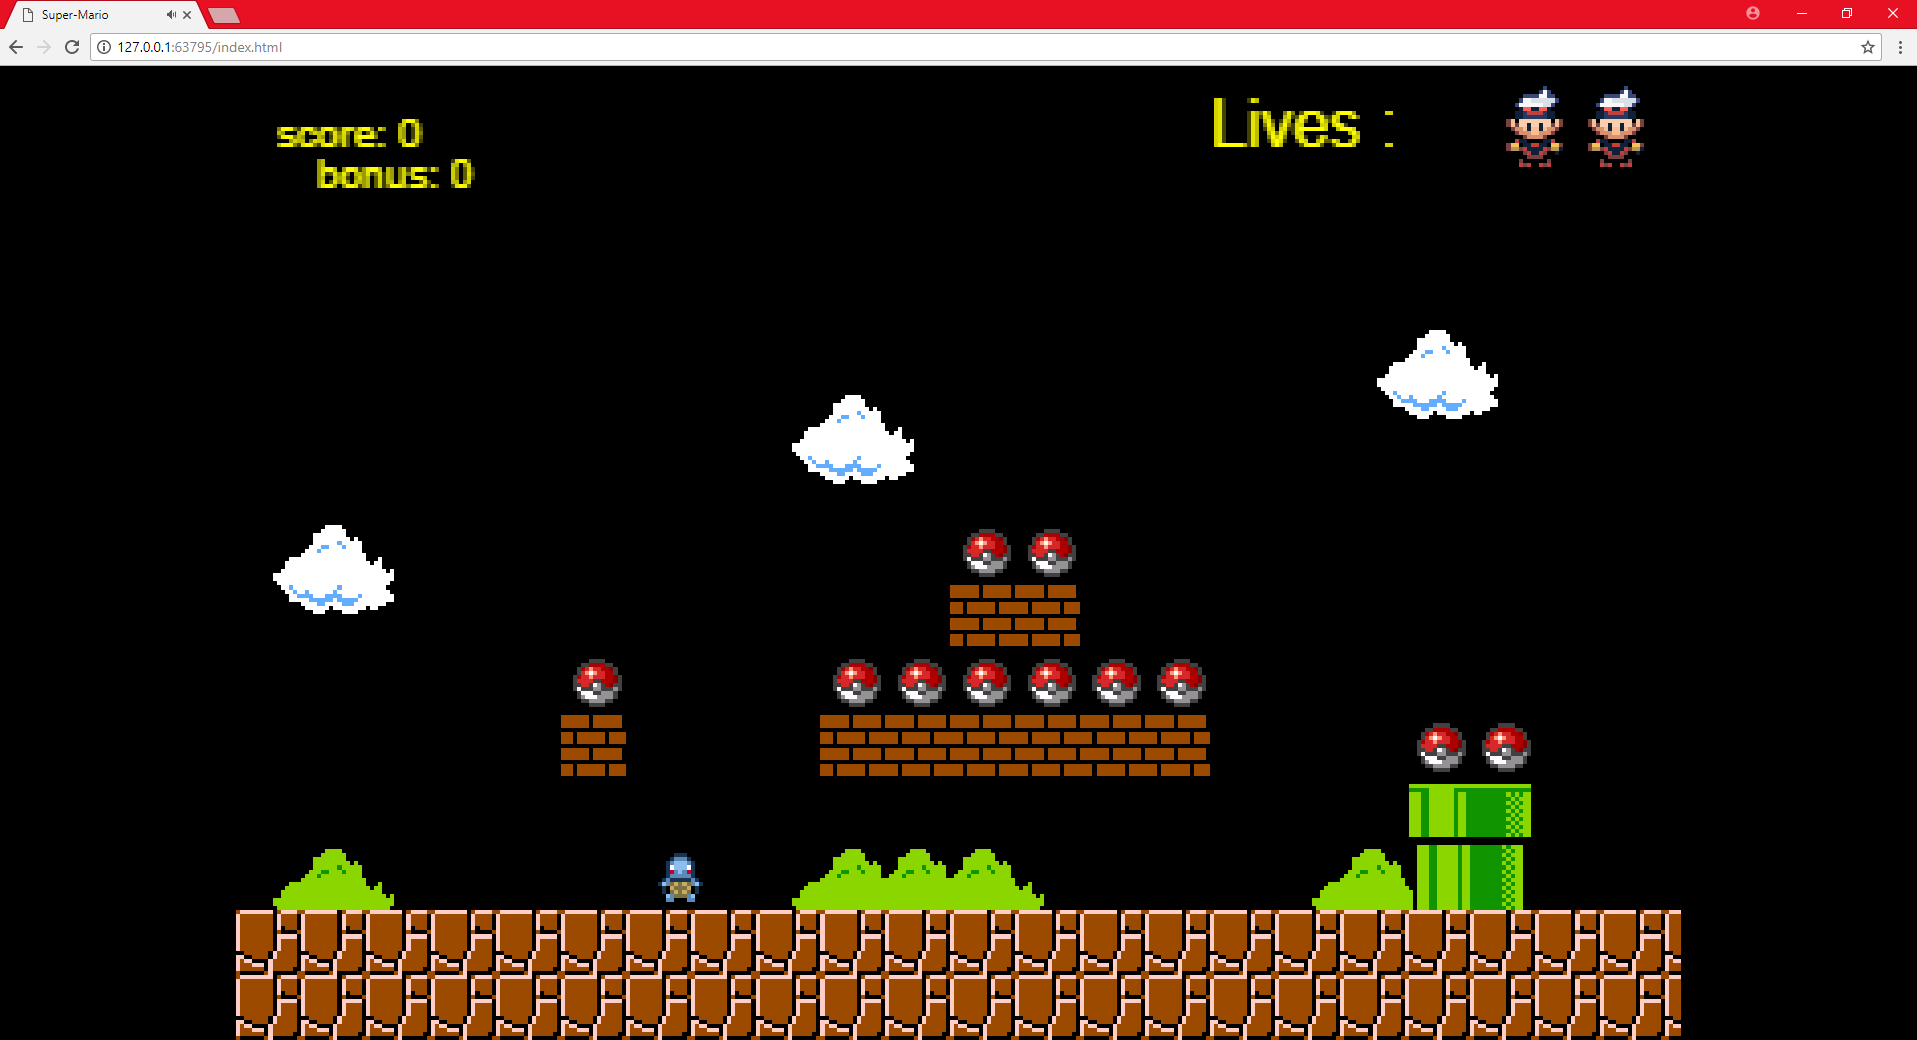 Super-Mario
127.0.0.1:63795/index.html
score: 0
bonus: 0
Lives :